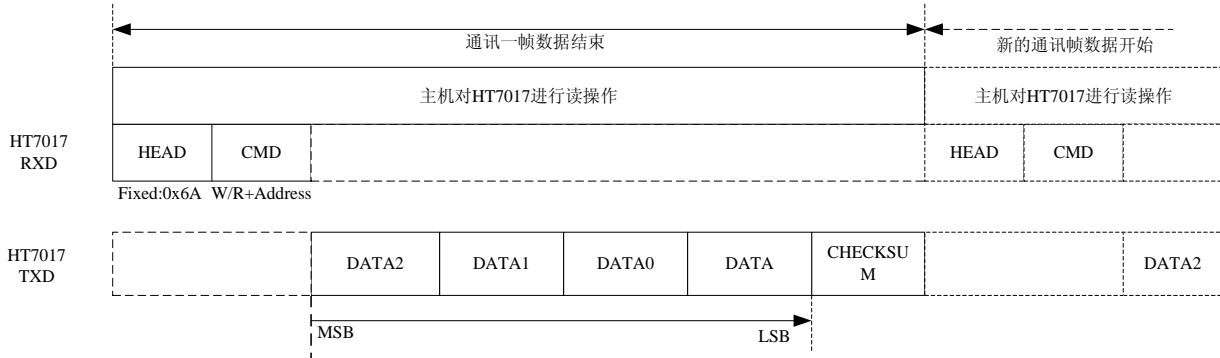 通讯一帧数据结束
新的通讯帧数据开始
主机对HT7017进行读操作
主机对HT7017进行读操作
HT7017
RXD
HEAD
CMD
HEAD
CMD
Fixed:0x6A W/R+Address
HT7017
TXD
DATA2
DATA1
DATA0
DATA
CHECKSU
M
DATA2
MSB
LSB